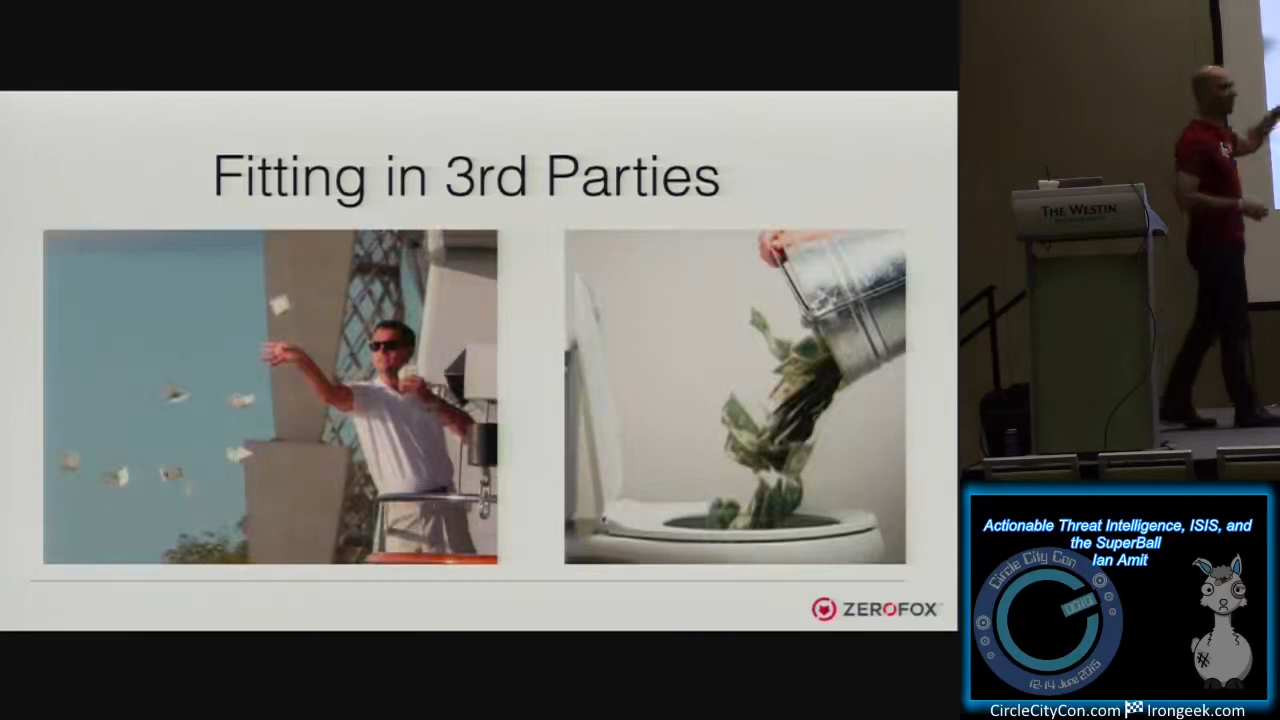 Fitting in 3rd Parties
ZEROFOX
THE WESTIN
Actionable Threat Intelligence, ISIS, and
the SuperBall
Ian Amit
Circle City Con
12-14 June 2015
CircleCityCon.com Irongeek.com